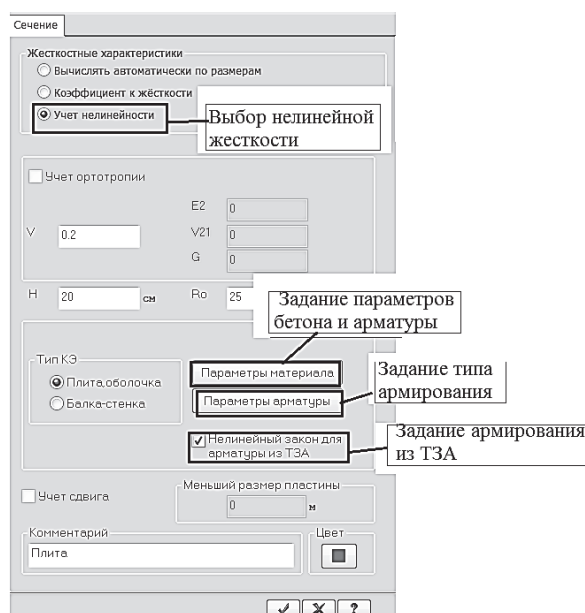 Сечение
Жесткостные характеристики
Вычислять автоматически по размерам
Коэффициент к жёсткости
Учет нелинейности
Выбор нелинейной
жесткости
Учет ортотропии
E2 0
V 0.2 V21 0
G 0
H 20 см Ro 25
Задание параметров
бетона и арматуры
Тип КЭ
Плита,оболочка
Балка-стенка
Параметры материала
Параметры арматуры
Задание типа
армирования
Нелинейный закон для
арматуры из ТЗА
Задание армирования
из ТЗА
Учет сдвига
Меньший размер пластины
0 м
Комментарий
Плита
Цвет
?